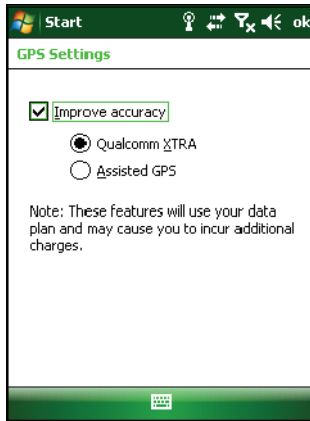 Start
ok
GPS Settings
Improve accuracy
Qualcomm XTRA
Assisted GPS
Note: These features will use your data
plan and may cause you to incur additional
charges.